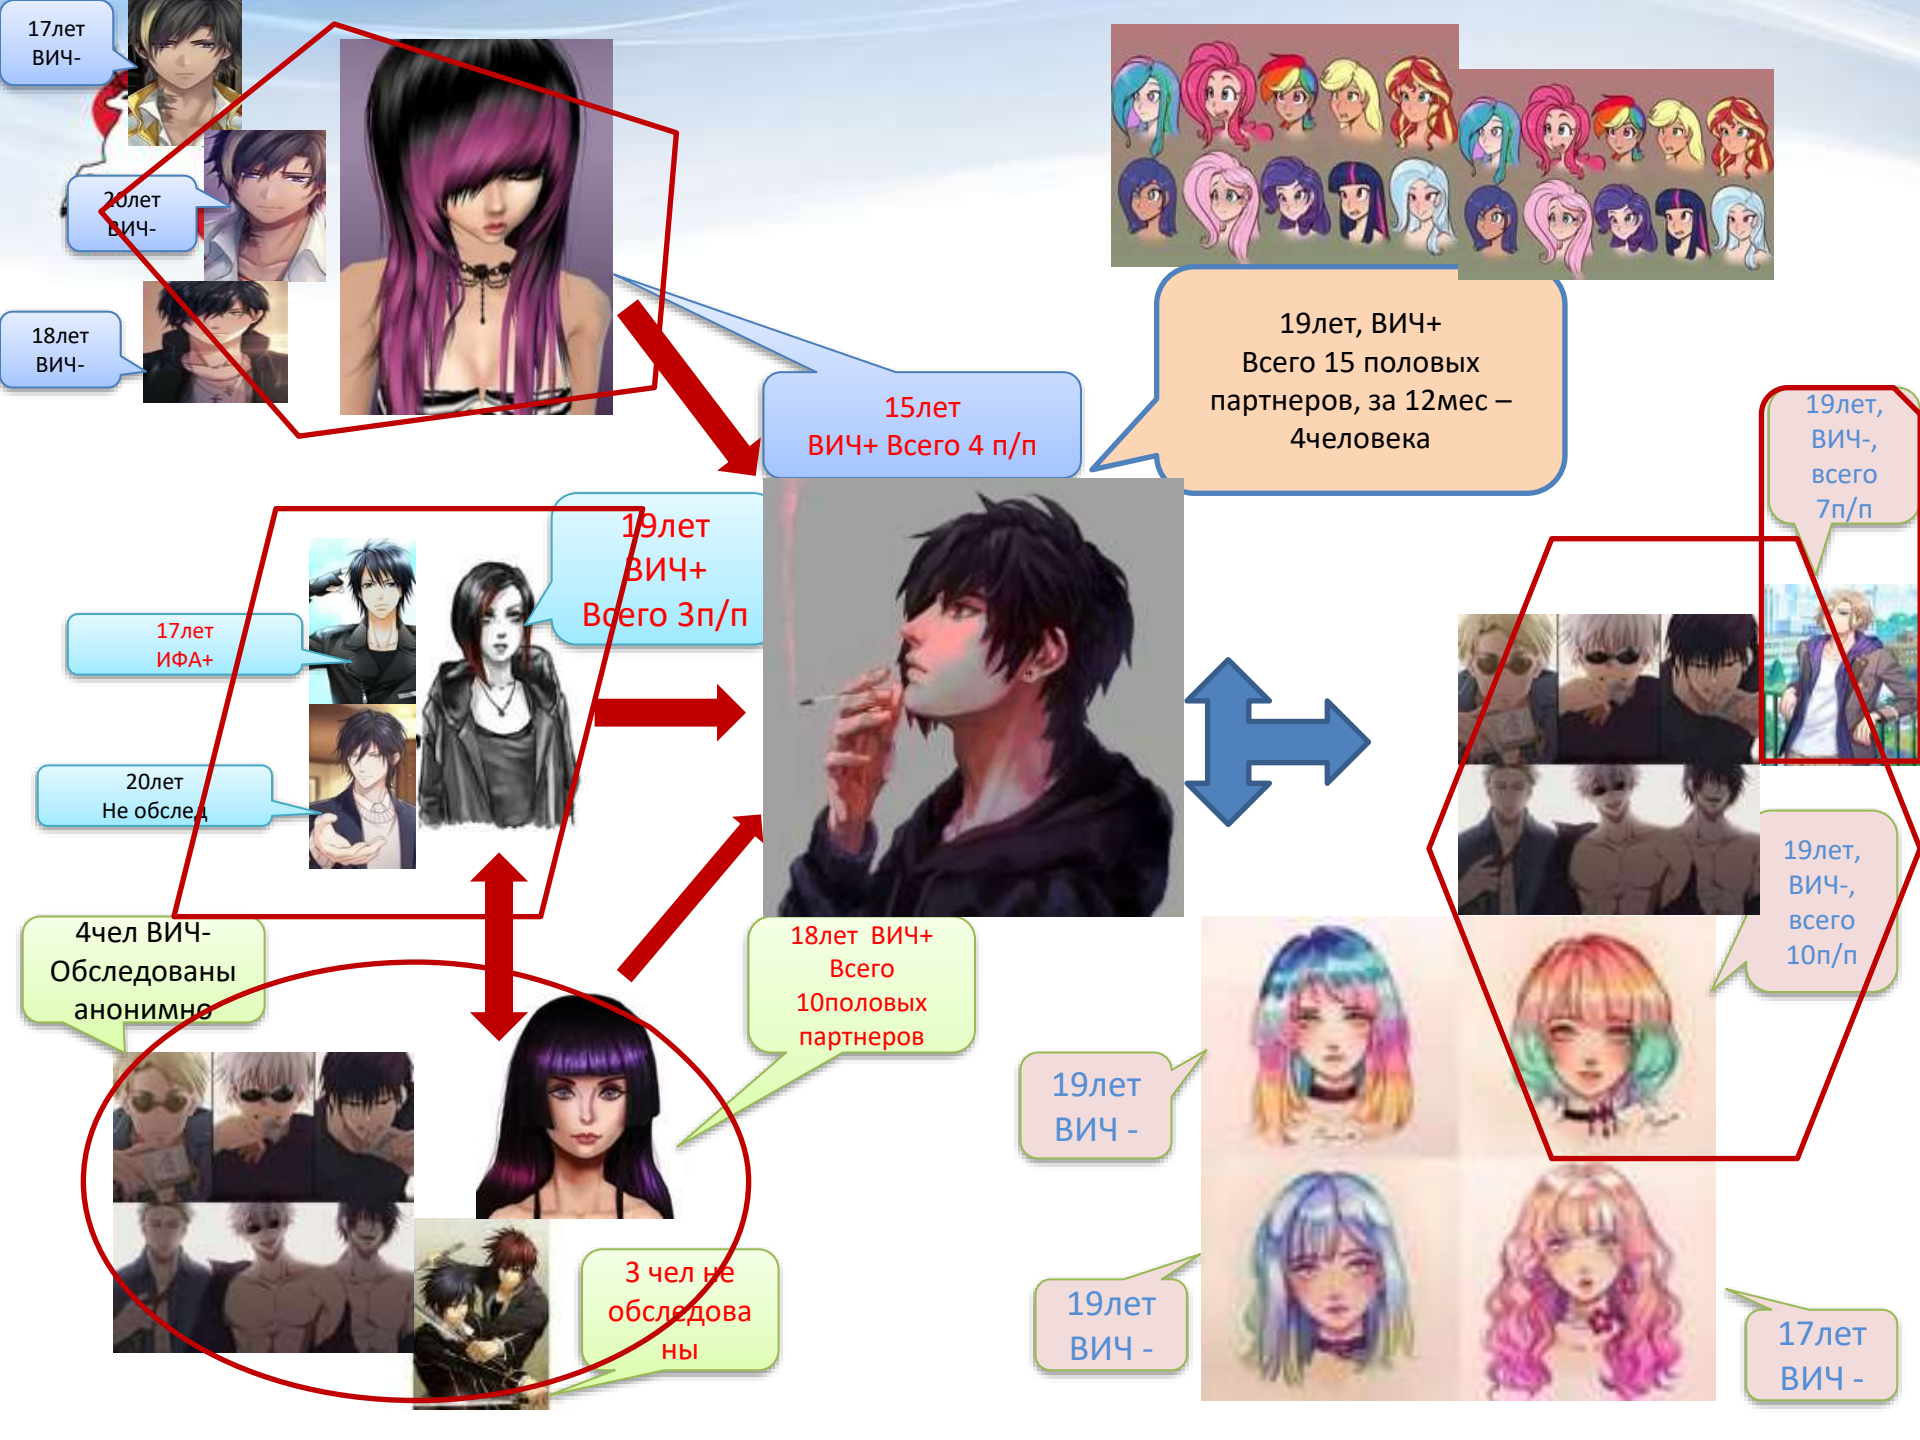 17лет
ВИЧ-
20лет
ВИЧ-
18лет
ВИЧ-
15лет
ВИЧ+ Всего 4 п/п
19лет, ВИЧ+
Всего 15 половых
партнеров, за 12мес –
4человека
19лет,
ВИЧ-,
всего
7п/п
19лет
ВИЧ+
Всего 3п/п
17лет
ИФА+
20лет
Не обслед
19лет,
ВИЧ-,
всего
10п/п
4чел ВИЧ-
Обследованы
анонимно
18лет ВИЧ+
Всего
10половых
партнеров
19лет
ВИЧ -
3 чел не
обследова
ны
19лет
ВИЧ -
17лет
ВИЧ -